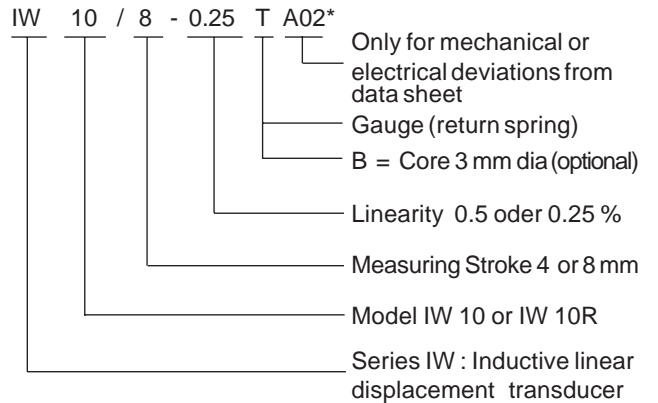 IW 10 / 8 - 0.25 T A02*
Only for mechanical or
electrical deviations from
data sheet
Gauge (return spring)
B = Core 3 mm dia (optional)
Linearity 0.5 oder 0.25 %
Measuring Stroke 4 or 8 mm
Model IW 10 or IW 10R
Series IW : Inductive linear
displacement transducer